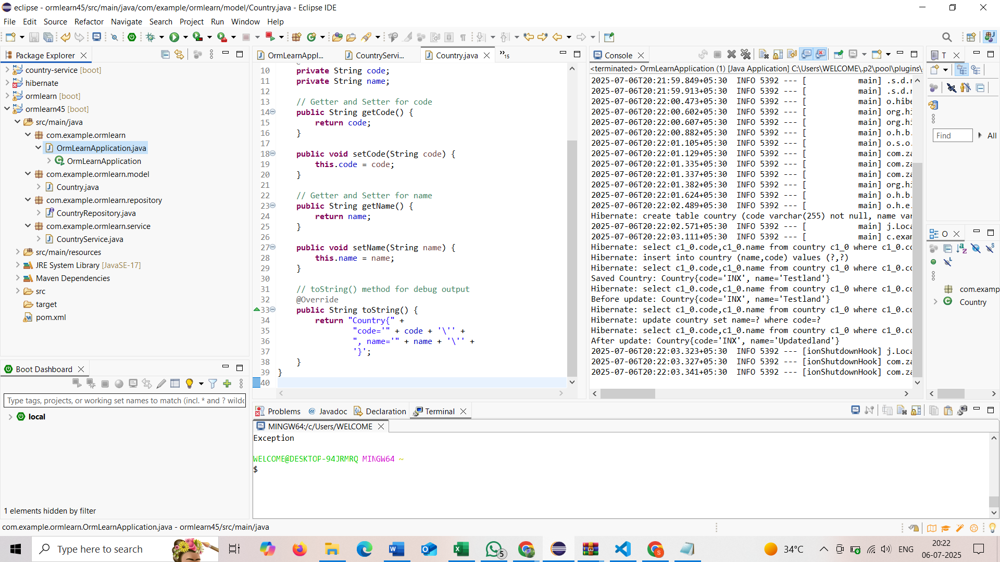 eclipse - ormlearn45/src/main/java/com/example/ormlearn/model/Country.java - Eclipse IDE
File Edit Source Refactor Navigate Search Project Run Window Help
Package Explorer
country-service [boot]
hibernate
ormlearn [boot]
ormlearn45 [boot]
src/main/java
com.example.ormlearn
OrmLearnApplication.java
OrmLearnApplication
com.example.ormlearn.model
Country.java
com.example.ormlearn.repository
CountryRepository.java
com.example.ormlearn.service
CountryService.java
src/main/resources
JRE System Library [JavaSE-17]
Maven Dependencies
src
target
pom.xml
Boot Dashboard
Type tags, projects, or working set names to match (incl. * and ? wildc
local
1 elements hidden by filter
OrmLearnAppl... CountryServi... Country.java »15
10 private String code;
11 private String name;
12
13 // Getter and Setter for code
14 public String getCode() {
15 return code;
16 }
17
18 public void setCode(String code) {
19 this.code = code;
20 }
21
22 // Getter and Setter for name
23 public String getName() {
24 return name;
25 }
26
27 public void setName(String name) {
28 this.name = name;
29 }
30
31 // toString() method for debug output
32 @Override
33 public String toString() {
34 return "Country{" +
35 "code='" + code + '\'' +
36 ", name='" + name + '\'' +
37 '}';
38 }
39 }
40
Console
<terminated> OrmLearnApplication (1) [Java Application] C:\Users\WELCOME\.p2\pool\plugins\
2025-07-06T20:21:59.849+05:30 INFO 5392 --- [ main] .s.d.r
2025-07-06T20:21:59.913+05:30 INFO 5392 --- [ main] .s.d.r
2025-07-06T20:22:00.473+05:30 INFO 5392 --- [ main] o.hibe
2025-07-06T20:22:00.602+05:30 INFO 5392 --- [ main] org.hi
2025-07-06T20:22:00.607+05:30 INFO 5392 --- [ main] org.hi
2025-07-06T20:22:00.882+05:30 INFO 5392 --- [ main] o.h.b.
2025-07-06T20:22:01.105+05:30 INFO 5392 --- [ main] o.s.o.
2025-07-06T20:22:01.129+05:30 INFO 5392 --- [ main] com.za
2025-07-06T20:22:01.335+05:30 INFO 5392 --- [ main] com.za
2025-07-06T20:22:01.337+05:30 INFO 5392 --- [ main] com.za
2025-07-06T20:22:01.382+05:30 INFO 5392 --- [ main] org.hi
2025-07-06T20:22:01.624+05:30 INFO 5392 --- [ main] o.h.b.
2025-07-06T20:22:02.489+05:30 INFO 5392 --- [ main] o.h.e.
Hibernate: create table country (code varchar(255) not null, name var
2025-07-06T20:22:02.571+05:30 INFO 5392 --- [ main] j.Loca
2025-07-06T20:22:03.111+05:30 INFO 5392 --- [ main] c.exam
Hibernate: select c1_0.code,c1_0.name from country c1_0 where c1_0.co
Hibernate: insert into country (name,code) values (?,?)
Hibernate: select c1_0.code,c1_0.name from country c1_0 where c1_0.co
Saved Country: Country{code='INX', name='Testland'}
Hibernate: select c1_0.code,c1_0.name from country c1_0 where c1_0.co
Before update: Country{code='INX', name='Testland'}
Hibernate: select c1_0.code,c1_0.name from country c1_0 where c1_0.co
Hibernate: update country set name=? where code=?
Hibernate: select c1_0.code,c1_0.name from country c1_0 where c1_0.co
After update: Country{code='INX', name='Updatedland'}
2025-07-06T20:22:03.323+05:30 INFO 5392 --- [ionShutdownHook] j.Loca
2025-07-06T20:22:03.327+05:30 INFO 5392 --- [ionShutdownHook] com.za
2025-07-06T20:22:03.341+05:30 INFO 5392 --- [ionShutdownHook] com.za
T
Find All
O
com.examp
Country
Problems Javadoc Declaration Terminal
MINGW64:/c/Users/WELCOME
Exception
WELCOME@DESKTOP-94JRMRQ MINGW64 ~
$
com.example.ormlearn.OrmLearnApplication.java - ormlearn45/src/main/java
Type here to search
5
34°C
ENG
20:22
06-07-2025